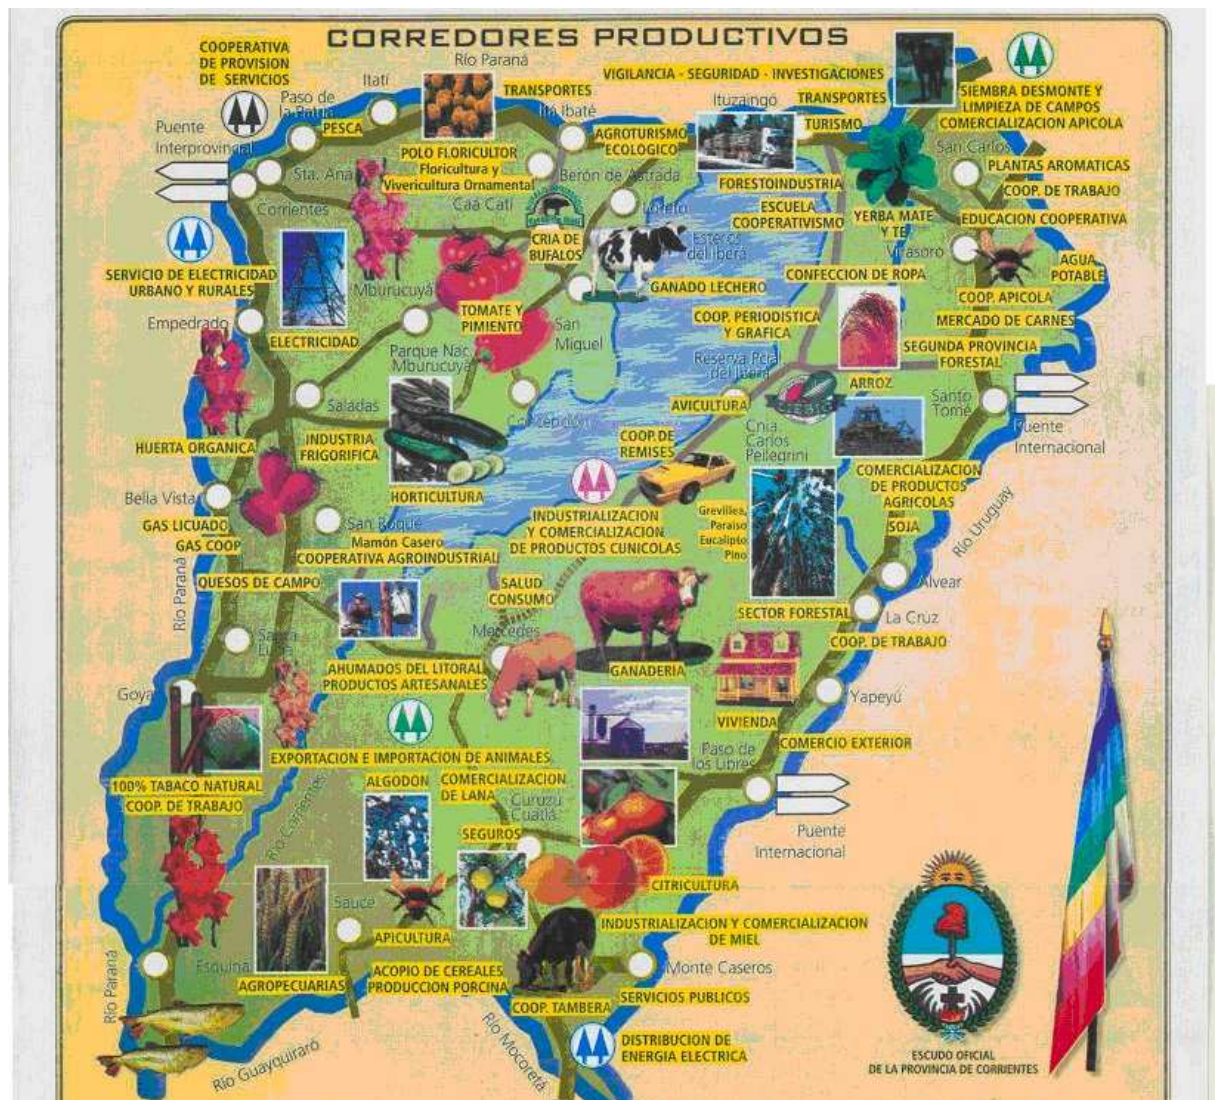 CORREDORES PRODUCTIVOS
COOPERATIVA
DE PROVISION
DE SERVICIOS
Río Paraná
Itatí
TRANSPORTES
Itá Ibaté
VIGILANCIA - SEGURIDAD - INVESTIGACIONES
Ituzaingó
TRANSPORTES
TURISMO
SIEMBRA DESMONTE Y
LIMPIEZA DE CAMPOS
COMERCIALIZACION APICOLA
Paso de
la Patria
PESCA
Puente
Interprovincial
POLO FLORICULTOR
Floricultura y
Vivericultura Ornamental
AGROTURISMO
ECOLOGICO
San Carlos
PLANTAS AROMATICAS
COOP. DE TRABAJO
Sta. Ana
Berón de Astrada
FORESTOINDUSTRIA
Corrientes
Caá Catí
Loreto
ESCUELA
COOPERATIVISMO
YERBA MATE
Y TE
EDUCACION COOPERATIVA
Virasoro
CRIA DE
BUFALOS
Esteros
del Iberá
AGUA
POTABLE
SERVICIO DE ELECTRICIDAD
URBANO Y RURALES
Mburucuyá
GANADO LECHERO
CONFECCION DE ROPA
COOP. APICOLA
Empedrado
TOMATE Y
PIMIENTO
San
Miguel
COOP. PERIODISTICA
Y GRAFICA
MERCADO DE CARNES
ELECTRICIDAD
Parque Nac.
Mburucuya
Reserva Pcial
del Iberá
SEGUNDA PROVINCIA
FORESTAL
ARROZ
Saladas
Concepción
AVICULTURA
Santo
Tomé
Puente
Internacional
HUERTA ORGANICA
INDUSTRIA
FRIGORIFICA
COOP. DE
REMISES
Cnia.
Carlos
Pellegrini
COMERCIALIZACION
DE PRODUCTOS
AGRICOLAS
HORTICULTURA
Bella Vista
San Roque
GAS LICUADO
GAS COOP
Mamón Casero
COOPERATIVA AGROINDUSTRIAL
INDUSTRIALIZACION
Y COMERCIALIZACION
DE PRODUCTOS CUNICOLAS
Grevillea,
Paraiso
Eucalipto
Pino
SOJA
Río Uruguay
Río Paraná
QUESOS DE CAMPO
SALUD
CONSUMO
Alvear
SECTOR FORESTAL
La Cruz
COOP. DE TRABAJO
Santa
Lucia
Mercedes
AHUMADOS DEL LITORAL
PRODUCTOS ARTESANALES
GANADERIA
Goya
Yapeyú
VIVIENDA
COMERCIO EXTERIOR
Paso de
los Libres
EXPORTACION E IMPORTACION DE ANIMALES
100% TABACO NATURAL
COOP. DE TRABAJO
Río Corrientes
ALGODON
COMERCIALIZACION
DE LANA
Curuzú
Cuatiá
Puente
Internacional
SEGUROS
CITRICULTURA
Sauce
APICULTURA
INDUSTRIALIZACION Y COMERCIALIZACION
DE MIEL
Río Paraná
Esquina
AGROPECUARIAS
ACOPIO DE CEREALES
PRODUCCION PORCINA
Monte Caseros
COOP. TAMBERA
SERVICIOS PUBLICOS
Río Guayquiraró
Río Mocoretá
DISTRIBUCION DE
ENERGIA ELECTRICA
ESCUDO OFICIAL
DE LA PROVINCIA DE CORRIENTES